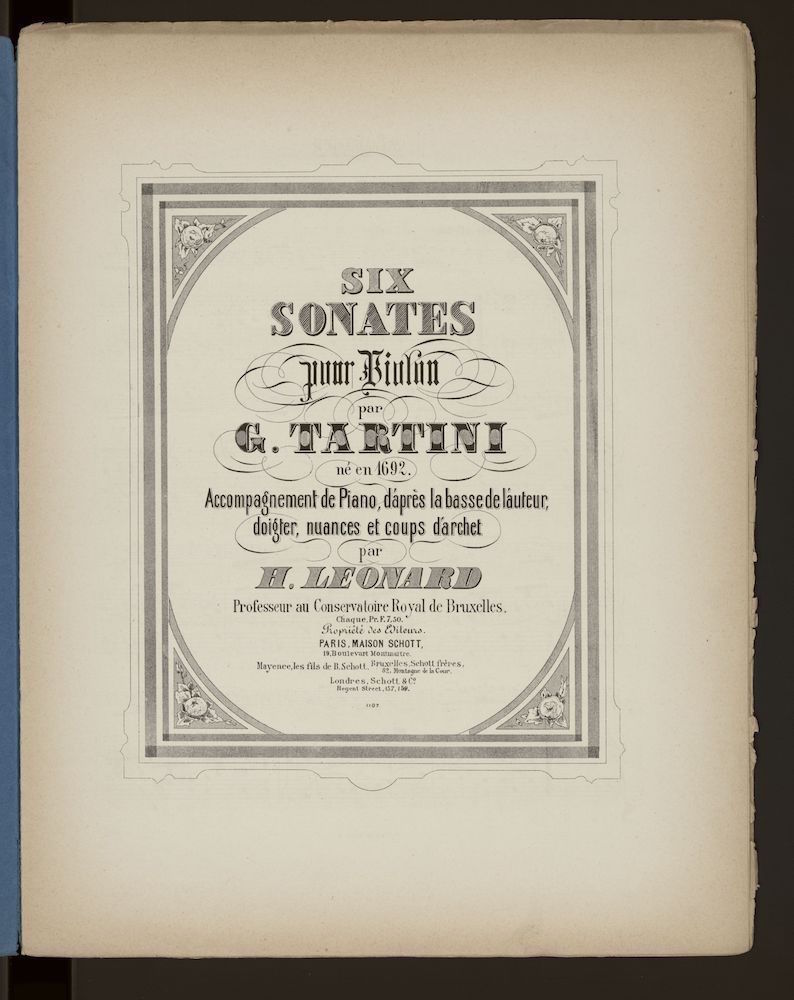 SIX
SONATES
pour Violon
par
G. TARTINI
né en 1692.
Accompagnement de Piano, d'après la basse de l'auteur,
doigter, nuances et coups d'archet
par
H. LEONARD
Professeur au Conservatoire Royal de Bruxelles.
Chaque, Pr. F. 7,50.
Propriété des Editeurs.
PARIS, MAISON SCHOTT,
19, Boulevart Montmartre.
Mayence, les fils de B. Schott. Bruxelles, Schott frères,
82, Montagne de la Cour.
Londres, Schott & Cº
Regent Street, 157, 159.
1107